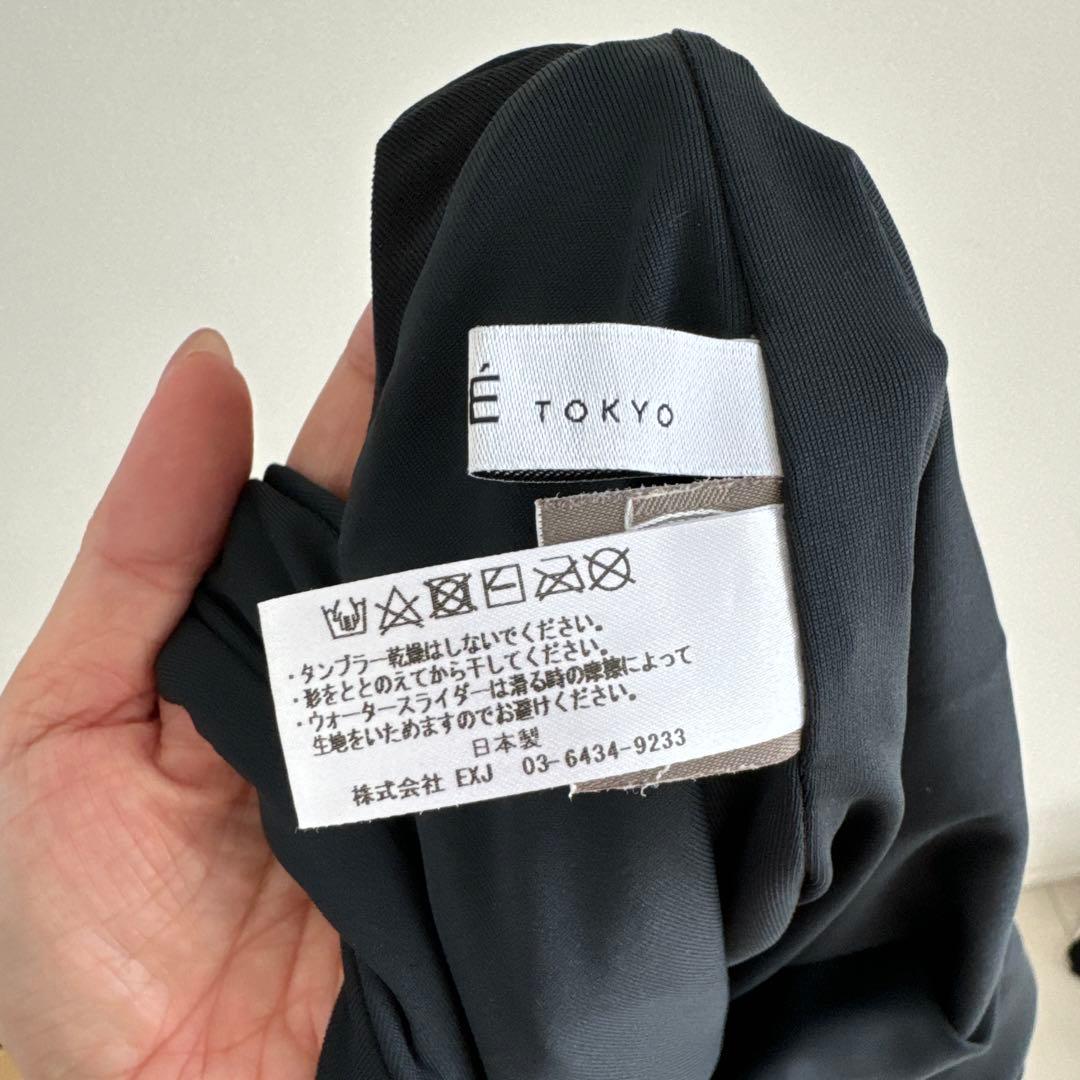 É TOKYO
・タンブラー乾燥はしないでください。
・形をととのえてから干してください。
・ウォータースライダーは滑る時の摩擦によって
生地をいためますのでお避けください。
日本製
株式会社 EXJ 03-6434-9233